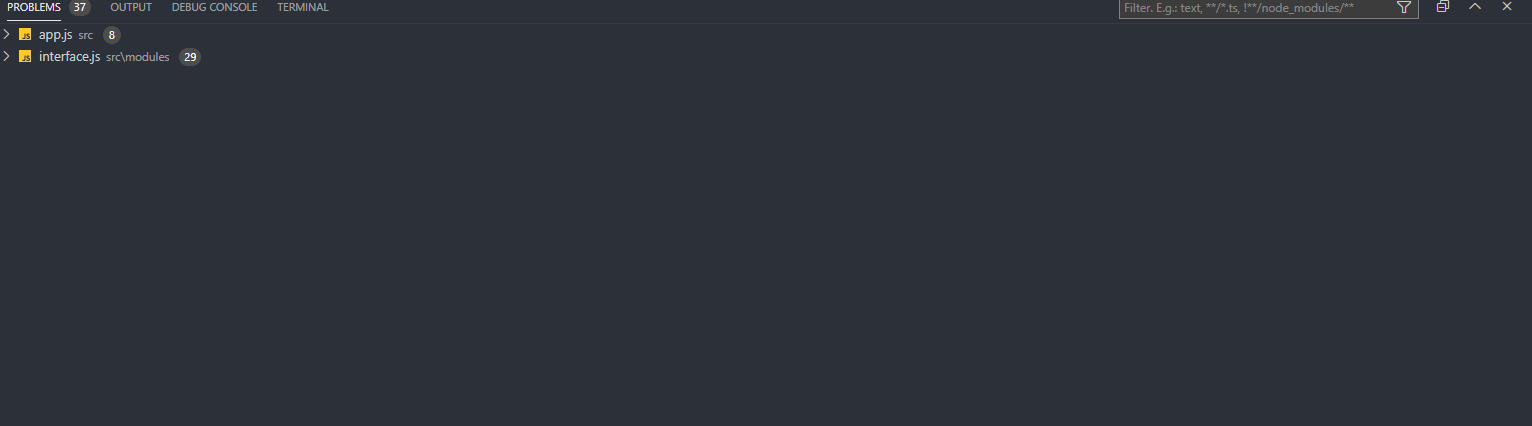 PROBLEMS 37 OUTPUT DEBUG CONSOLE TERMINAL Filter. E.g.: text, **/*.ts, !**/node_modules/**
JS app.js src 8
JS interface.js src\modules 29